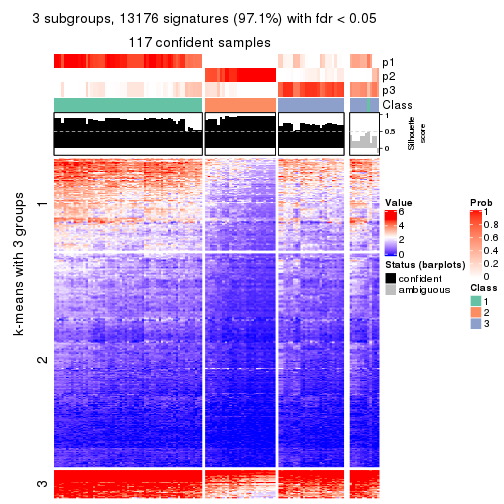 3 subgroups, 13176 signatures (97.1%) with fdr < 0.05
117 confident samples
p1
p2
p3
Class
1
0.5
0
Silhouette
score
k-means with 3 groups
1
2
3
Value
6
4
2
0
Status (barplots)
confident
ambiguous
Prob
1
0.8
0.6
0.4
0.2
0
Class
1
2
3